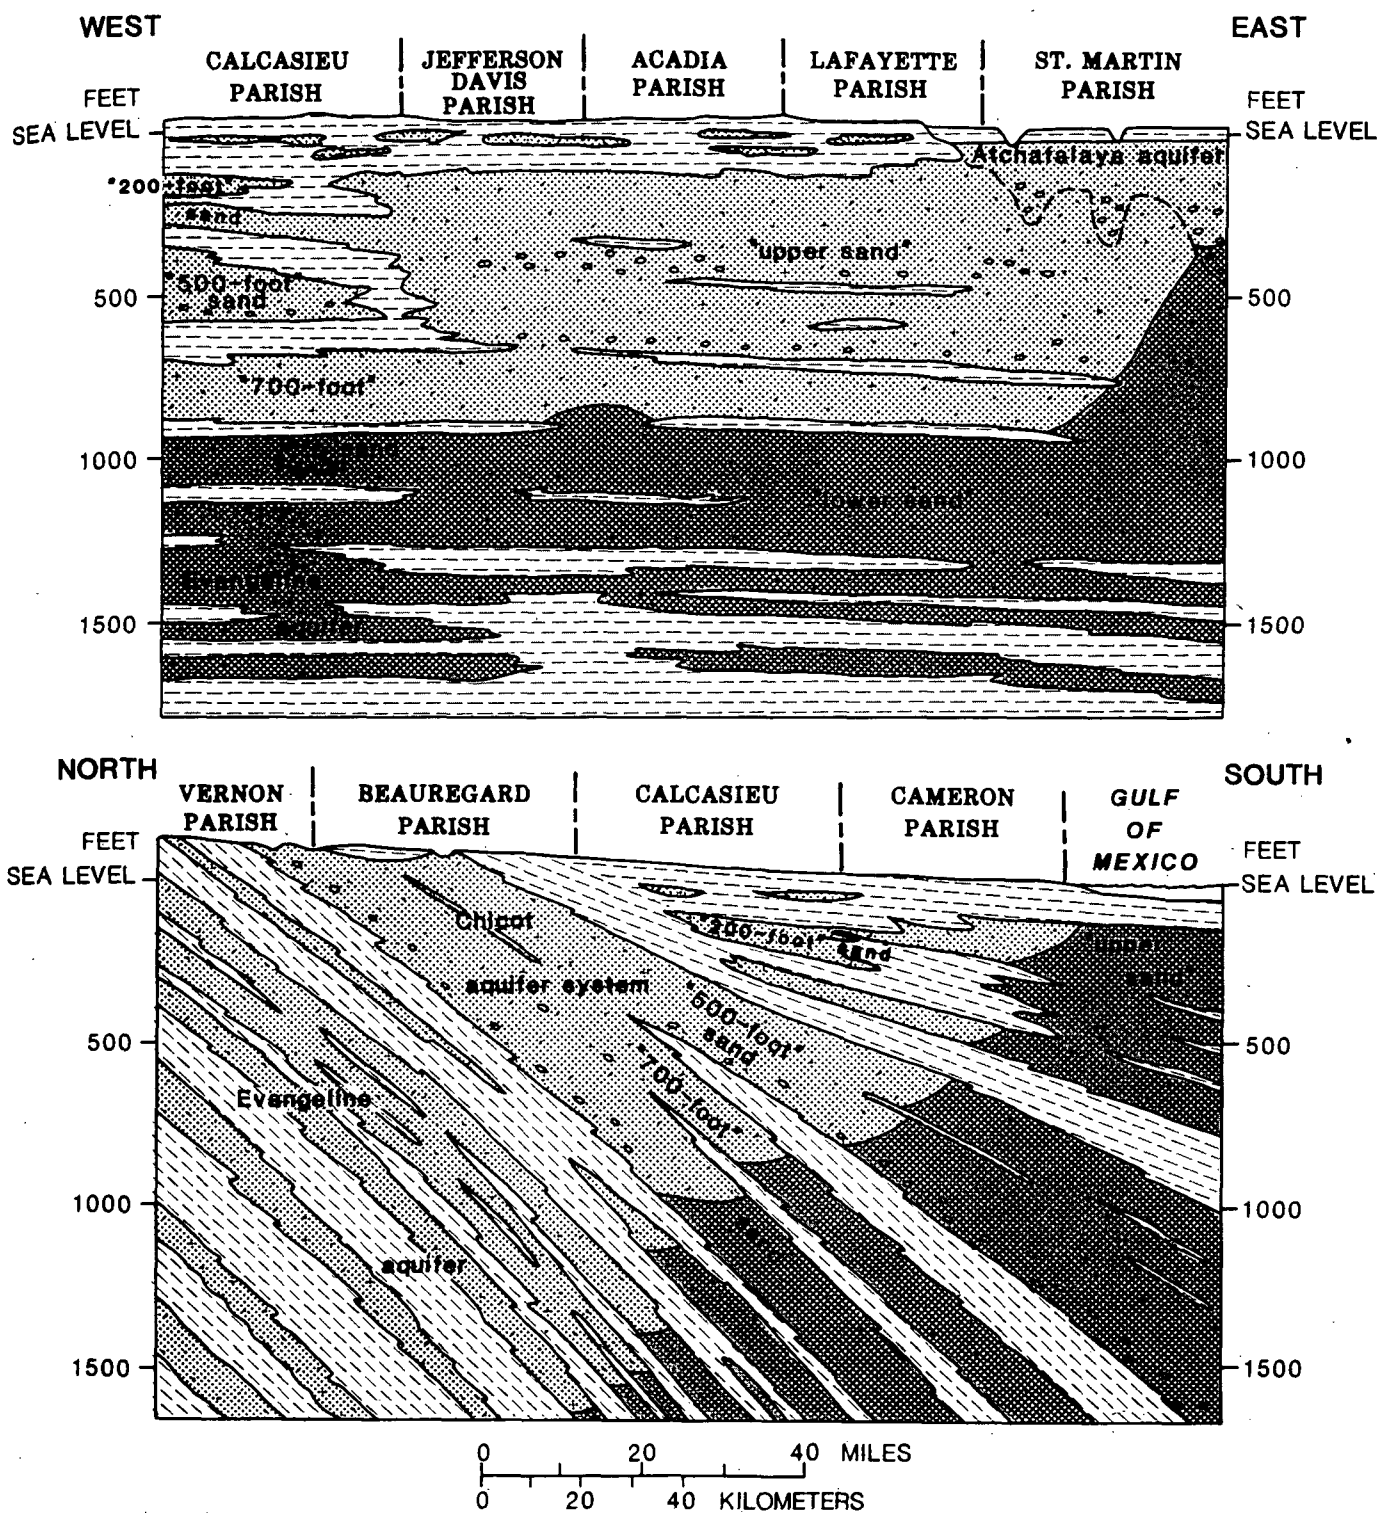 WEST
EAST
CALCASIEU
PARISH
JEFFERSON
DAVIS
PARISH
ACADIA
PARISH
LAFAYETTE
PARISH
ST. MARTIN
PARISH
FEET
SEA LEVEL
FEET
SEA LEVEL
Atchafalaya aquifer
"200-foot"
sand
"upper sand"
"500-foot"
sand
500
500
"700-foot"
1000
1000
lower sand"
Evangeline
1500
aquifer
1500
NORTH
SOUTH
VERNON
PARISH
BEAUREGARD
PARISH
CALCASIEU
PARISH
CAMERON
PARISH
GULF
OF
MEXICO
FEET
SEA LEVEL
FEET
SEA LEVEL
Chicot
aquifer system
"200-foot" sand
"upper
sand"
"500-foot"
sand
500
500
"700-foot"
sand
Evangeline
aquifer
1000
1000
1500
1500
0 20 40 MILES
0 20 40 KILOMETERS